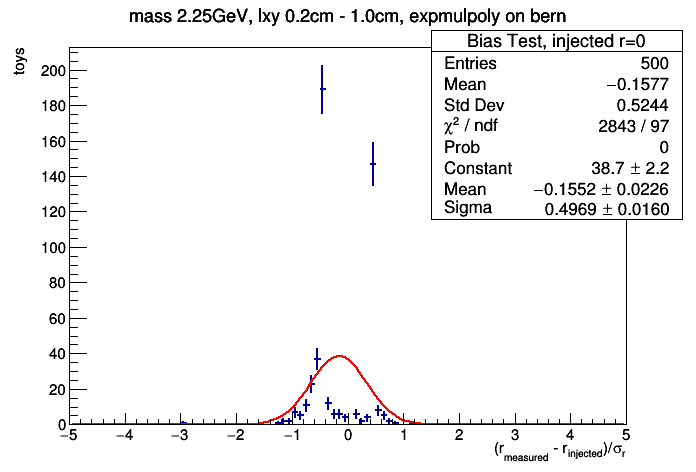 mass 2.25GeV, lxy 0.2cm - 1.0cm, expmulpoly on bern
Bias Test, injected r=0
Entries 500
Mean −0.1577
Std Dev 0.5244
χ² / ndf 2843 / 97
Prob 0
Constant 38.7 ± 2.2
Mean −0.1552 ± 0.0226
Sigma 0.4969 ± 0.0160
toys
200
180
160
140
120
100
80
60
40
20
0
−5 −4 −3 −2 −1 0 1 2 3 4 5
(r_measured - r_injected)/σ_r